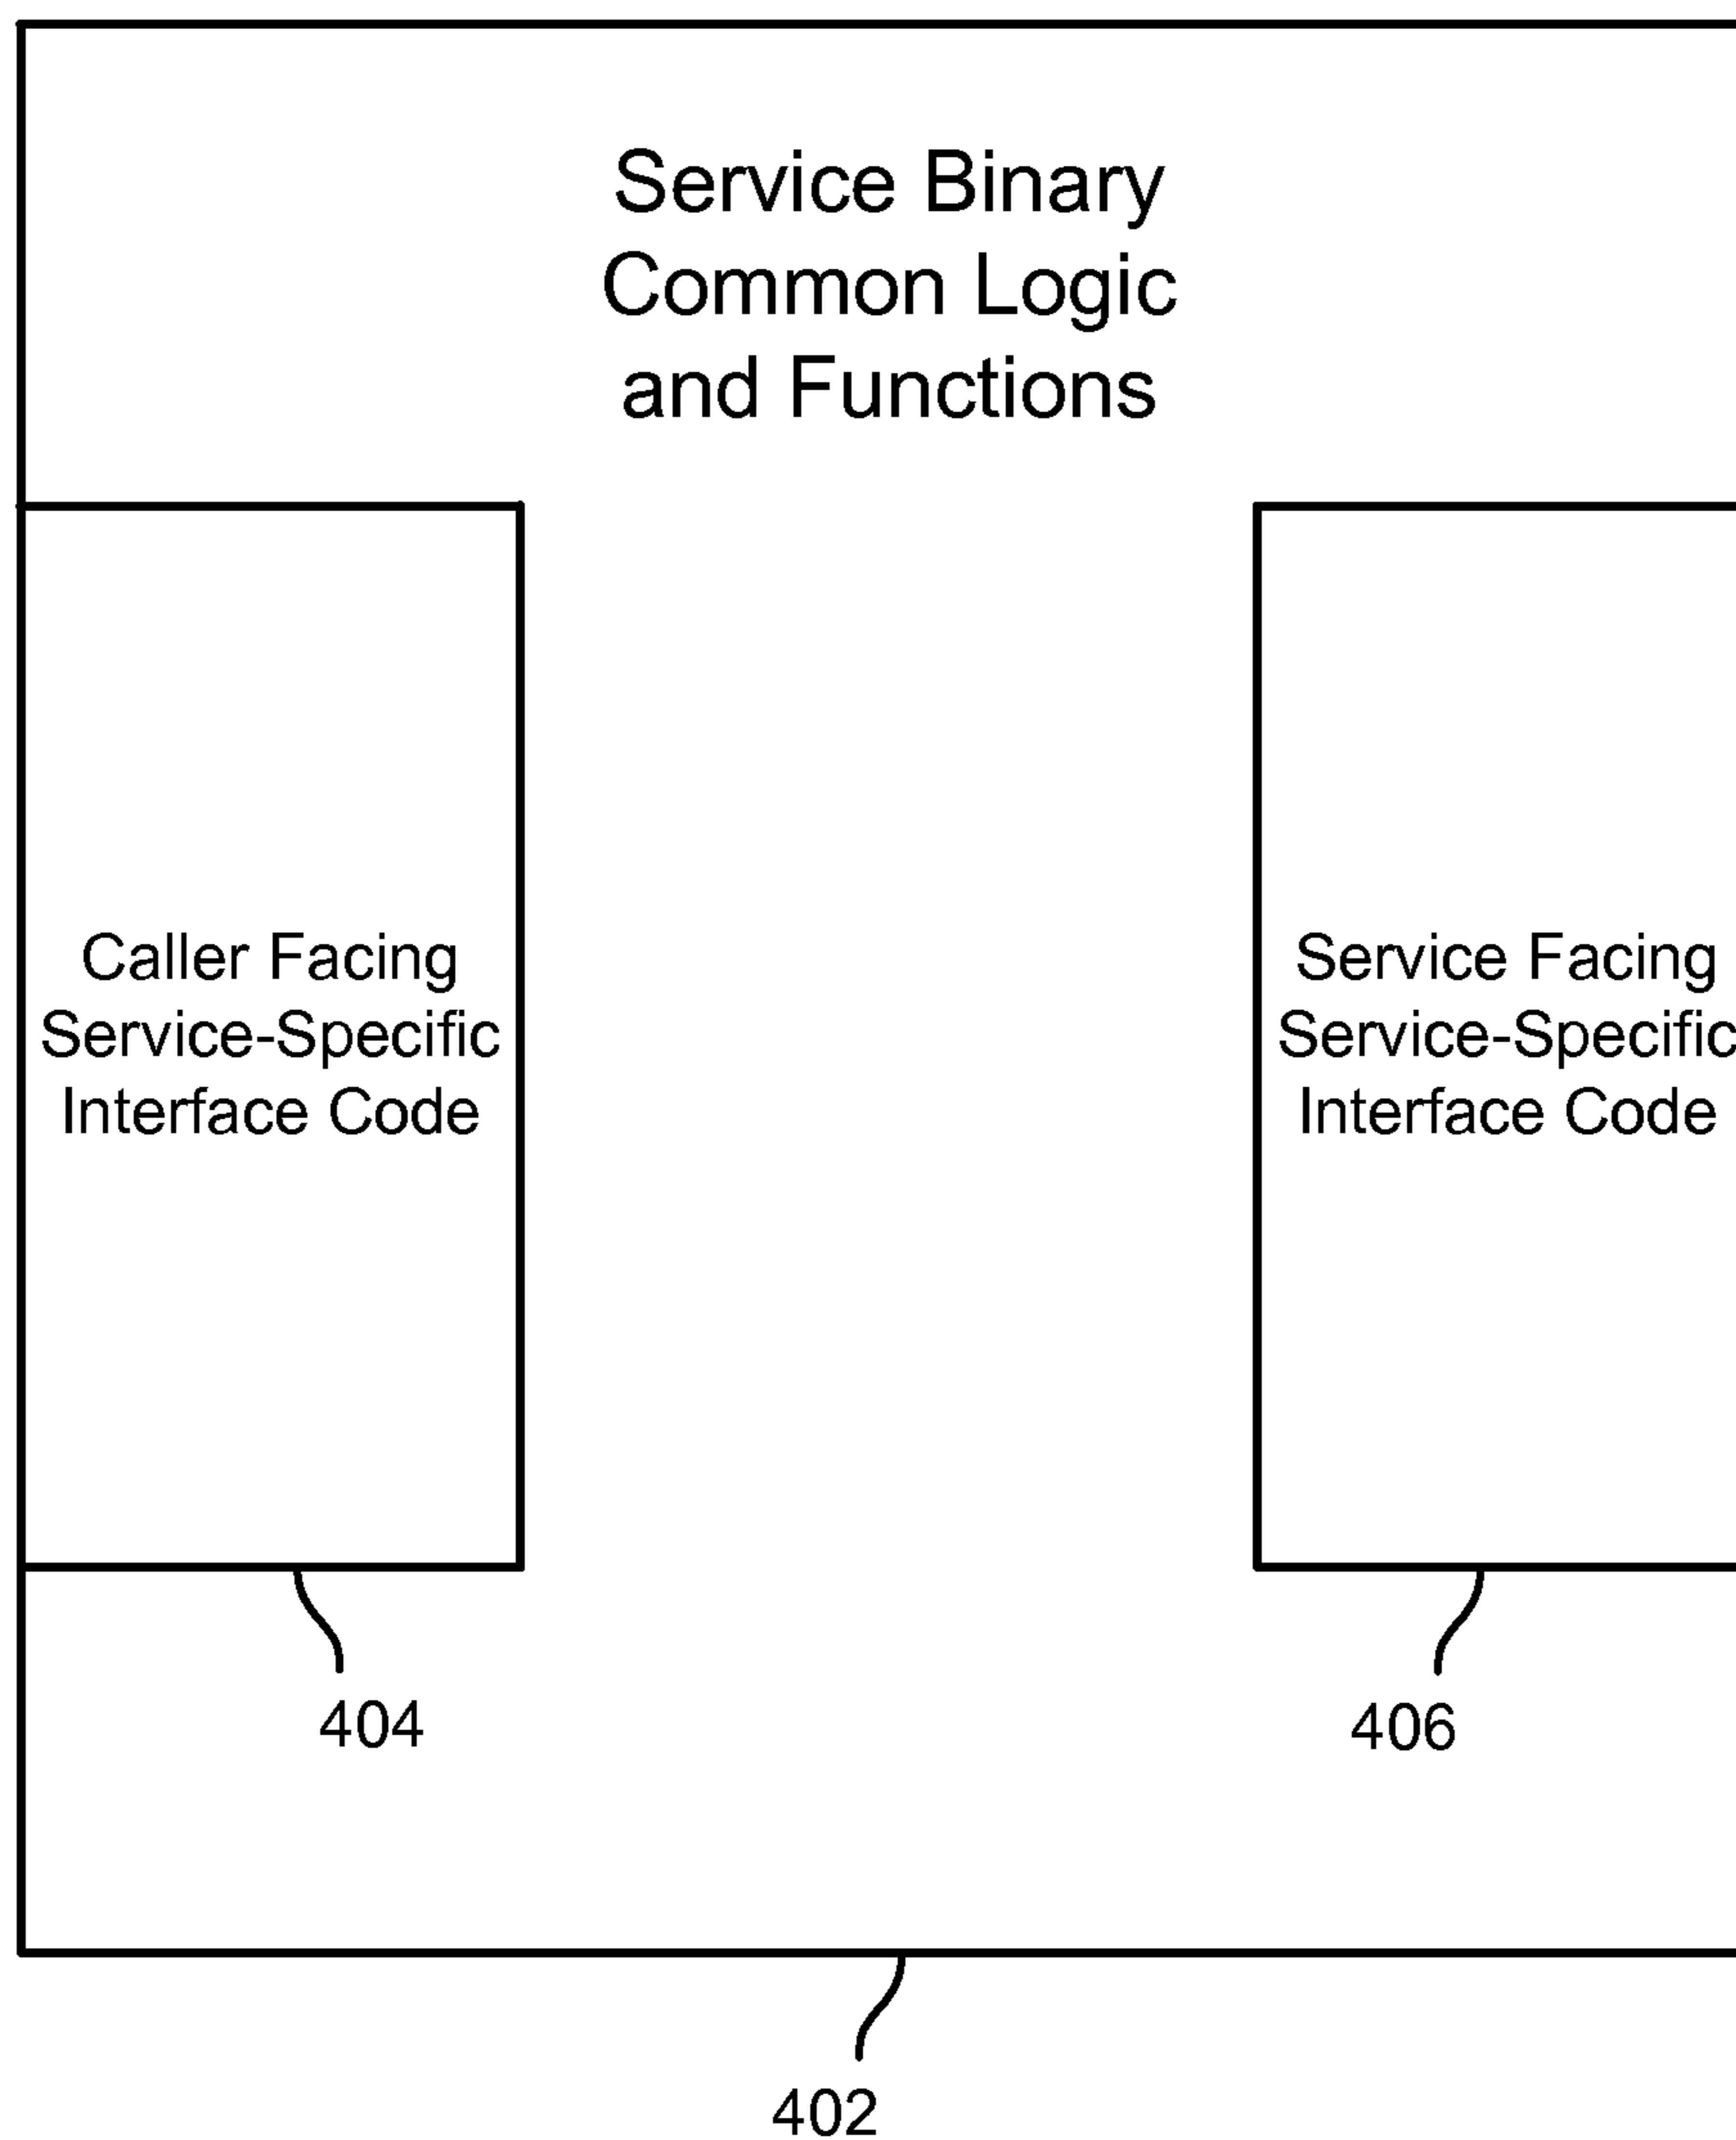 Service Binary
Common Logic
and Functions
Caller Facing
Service-Specific
Interface Code
Service Facing
Service-Specific
Interface Code
404
406
402